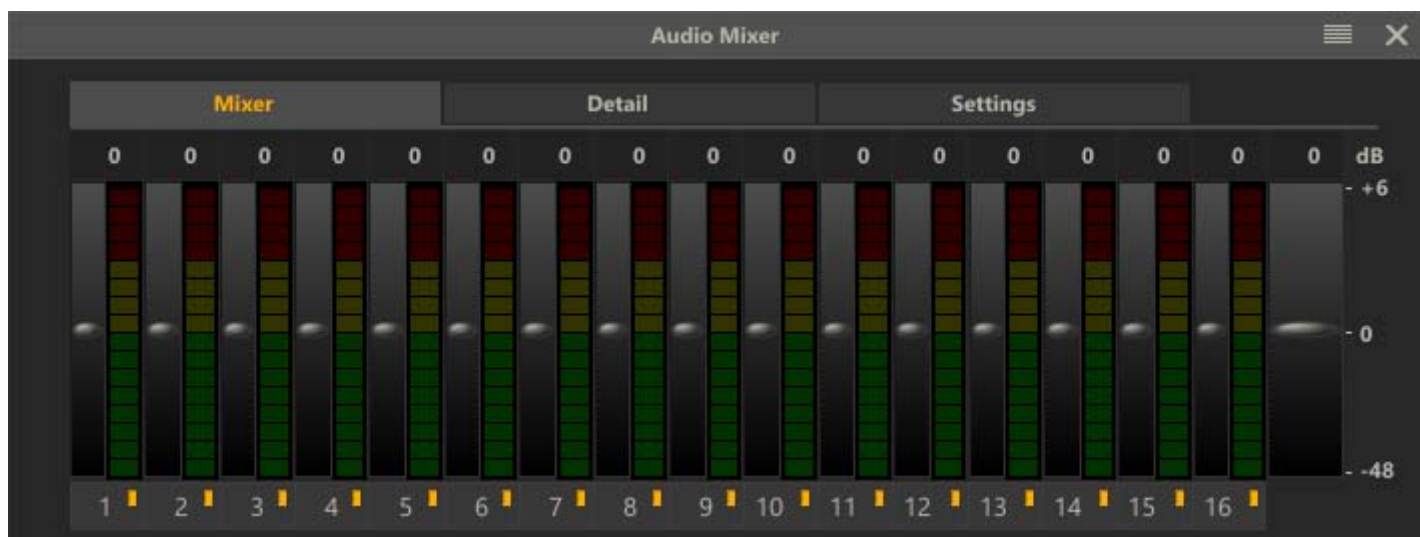 Audio Mixer
Mixer Detail Settings
0 0 0 0 0 0 0 0 0 0 0 0 0 0 0 0 0 dB
- +6
- 0
- -48
1 2 3 4 5 6 7 8 9 10 11 12 13 14 15 16